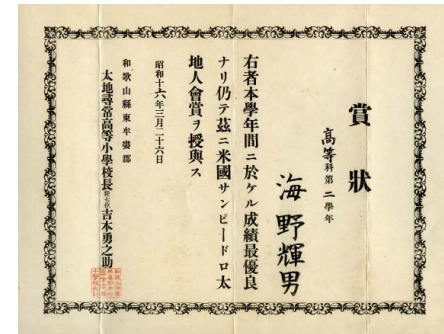 賞狀
高等科第二學年
海野輝男
右者本學年間ニ於ケル成績最優良
ナリ仍テ茲ニ米國サンピードロ太
地人會賞ヲ授與ス
昭和十六年三月二十六日
和歌山縣東牟婁郡
太地尋常高等小學校長從七位吉本勇之助